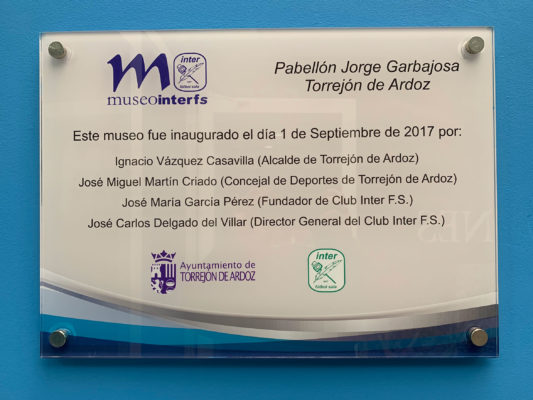 m
inter
fútbol sala
museointerfs
Pabellón Jorge Garbajosa
Torrejón de Ardoz
Este museo fue inaugurado el día 1 de Septiembre de 2017 por:
Ignacio Vázquez Casavilla (Alcalde de Torrejón de Ardoz)
José Miguel Martín Criado (Concejal de Deportes de Torrejón de Ardoz)
José María García Pérez (Fundador de Club Inter F.S.)
José Carlos Delgado del Villar (Director General del Club Inter F.S.)
Ayuntamiento de
TORREJÓN DE ARDOZ
inter
fútbol sala